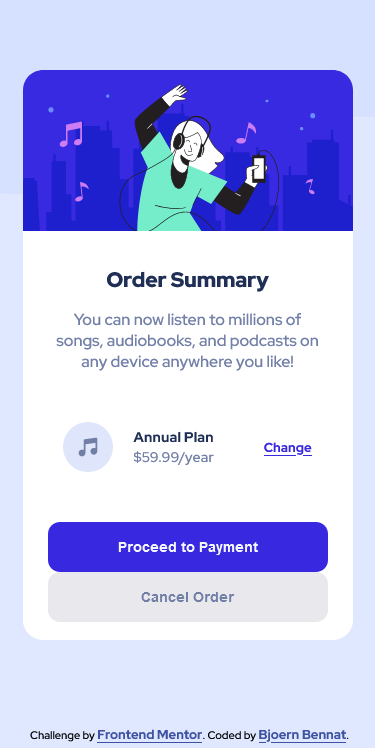 Order Summary
You can now listen to millions of
songs, audiobooks, and podcasts on
any device anywhere you like!
Annual Plan
$59.99/year
Change
Proceed to Payment
Cancel Order
Challenge by Frontend Mentor. Coded by Bjoern Bennat.